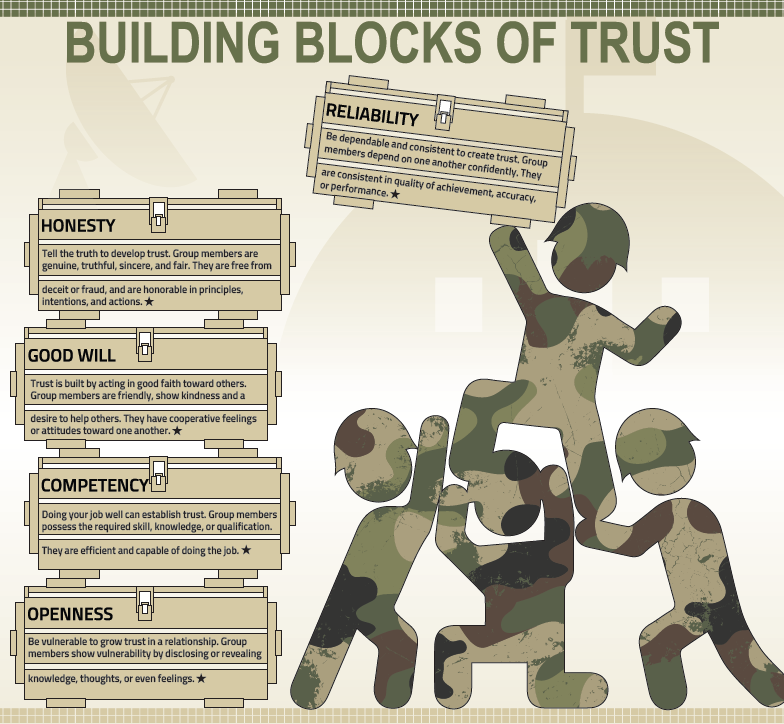 BUILDING BLOCKS OF TRUST
RELIABILITY
Be dependable and consistent to create trust. Group
members depend on one another confidently. They
are consistent in quality of achievement, accuracy,
or performance. ★
HONESTY
Tell the truth to develop trust. Group members are
genuine, truthful, sincere, and fair. They are free from
deceit or fraud, and are honorable in principles,
intentions, and actions. ★
GOOD WILL
Trust is built by acting in good faith toward others.
Group members are friendly, show kindness and a
desire to help others. They have cooperative feelings
or attitudes toward one another. ★
COMPETENCY
Doing your job well can establish trust. Group members
possess the required skill, knowledge, or qualification.
They are efficient and capable of doing the job. ★
OPENNESS
Be vulnerable to grow trust in a relationship. Group
members show vulnerability by disclosing or revealing
knowledge, thoughts, or even feelings. ★